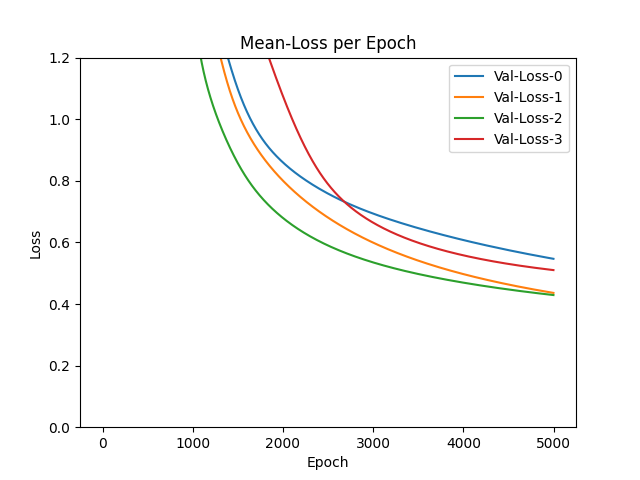 Mean-Loss per Epoch
Val-Loss-0
Val-Loss-1
Val-Loss-2
Val-Loss-3
Loss
1.2
1.0
0.8
0.6
0.4
0.2
0.0
0 1000 2000 3000 4000 5000
Epoch